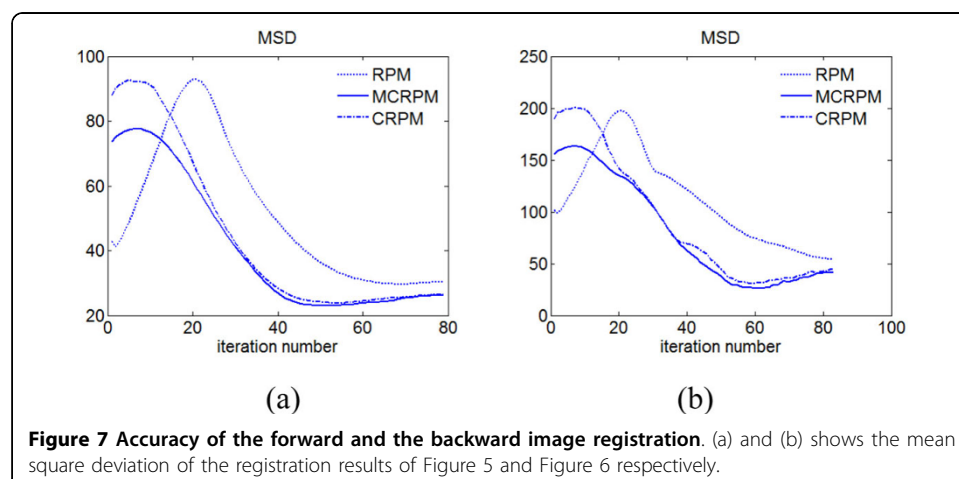 MSD
100
80
60
40
20
0
20
40
60
80
iteration number
RPM
MCRPM
CRPM
(a)
MSD
250
200
150
100
50
0
0
20
40
60
80
100
iteration number
RPM
MCRPM
CRPM
(b)
Figure 7 Accuracy of the forward and the backward image registration. (a) and (b) shows the mean
square deviation of the registration results of Figure 5 and Figure 6 respectively.